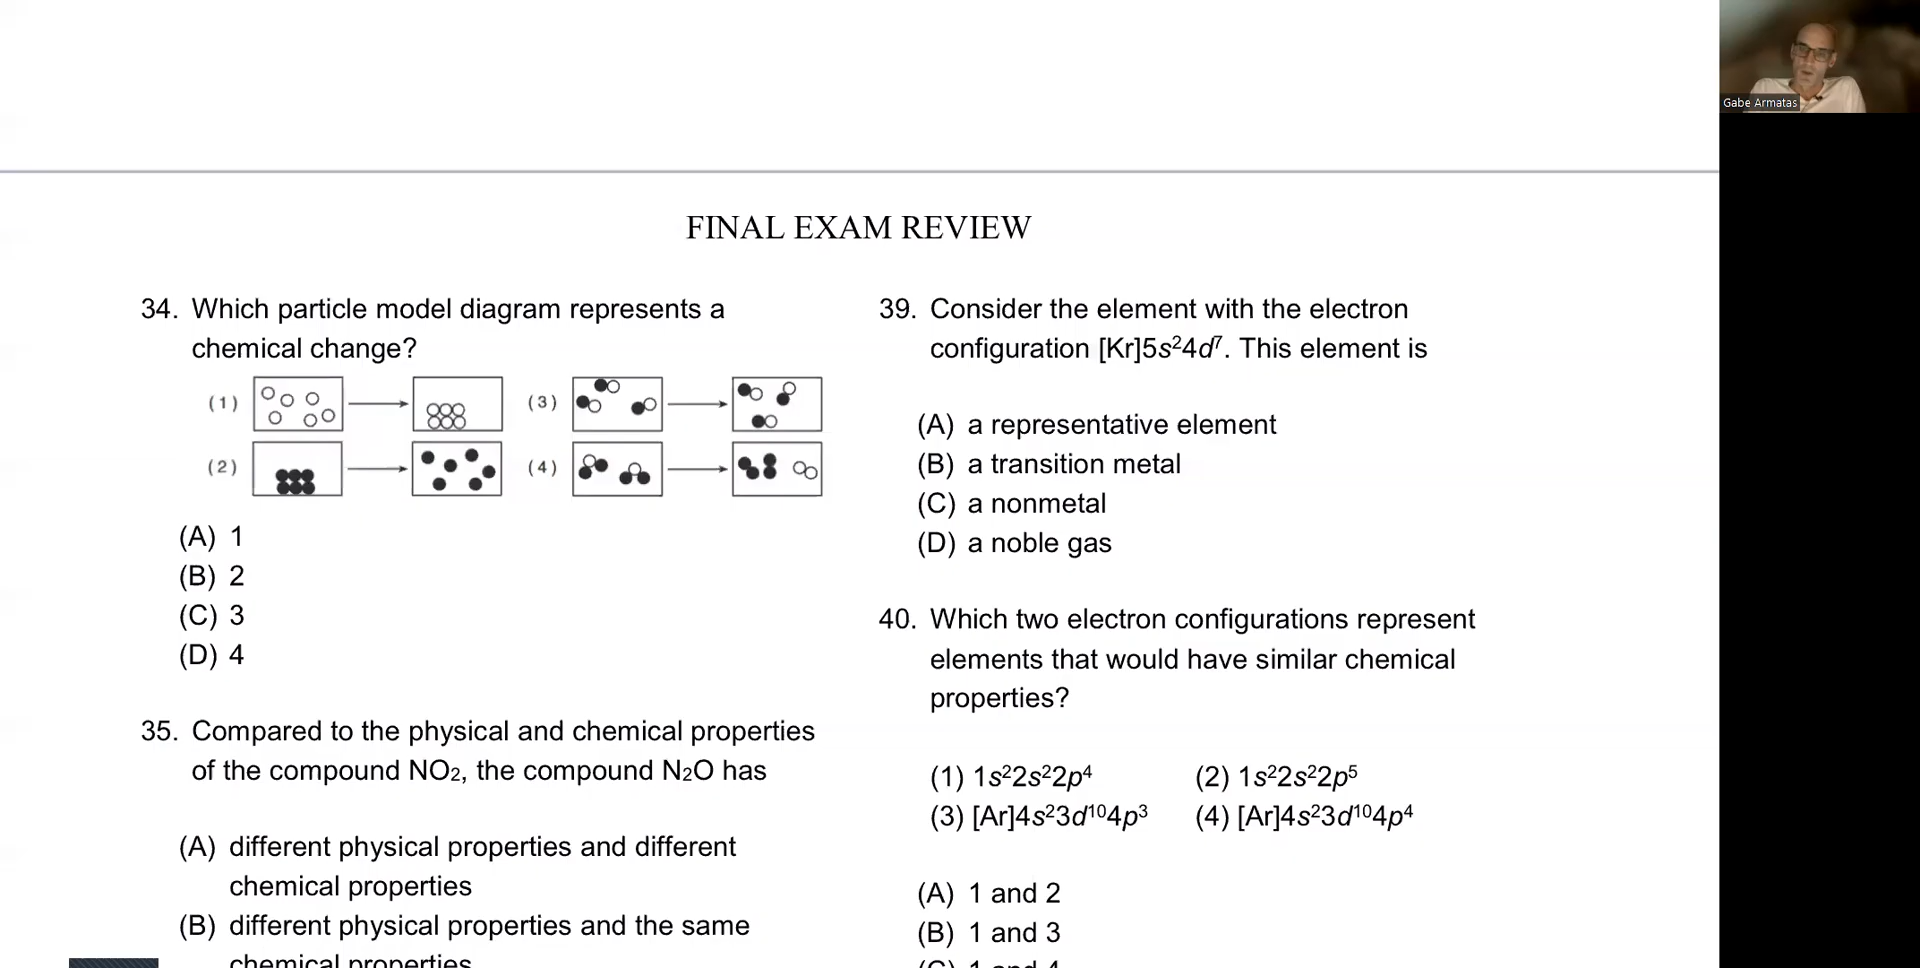 Gabe Armatas
FINAL EXAM REVIEW
34. Which particle model diagram represents a
chemical change?
(1)
(3)
(2)
(4)
(A) 1
(B) 2
(C) 3
(D) 4
35. Compared to the physical and chemical properties
of the compound NO₂, the compound N₂O has
(A) different physical properties and different
chemical properties
(B) different physical properties and the same
chemical properties
39. Consider the element with the electron
configuration [Kr]5s²4d⁷. This element is
(A) a representative element
(B) a transition metal
(C) a nonmetal
(D) a noble gas
40. Which two electron configurations represent
elements that would have similar chemical
properties?
(1) 1s²2s²2p⁴ (2) 1s²2s²2p⁵
(3) [Ar]4s²3d¹⁰4p³ (4) [Ar]4s²3d¹⁰4p⁴
(A) 1 and 2
(B) 1 and 3
(C) 1 and 4